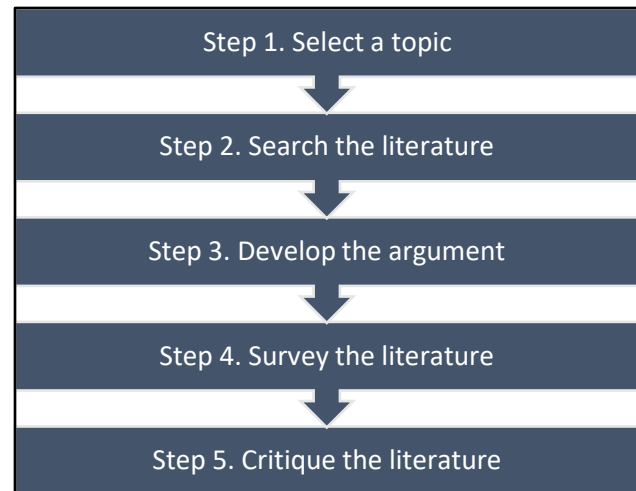 Step 1. Select a topic
Step 2. Search the literature
Step 3. Develop the argument
Step 4. Survey the literature
Step 5. Critique the literature